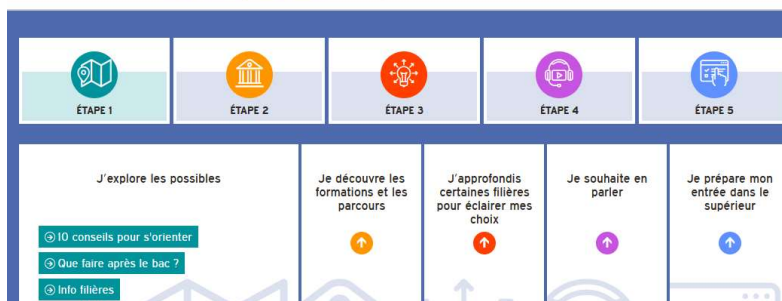 ÉTAPE 1
ÉTAPE 2
ÉTAPE 3
ÉTAPE 4
ÉTAPE 5
J'explore les possibles
10 conseils pour s'orienter
Que faire après le bac ?
Info filières
Je découvre les
formations et les
parcours
J'approfondis
certaines filières
pour éclairer mes
choix
Je souhaite en
parler
Je prépare mon
entrée dans le
supérieur